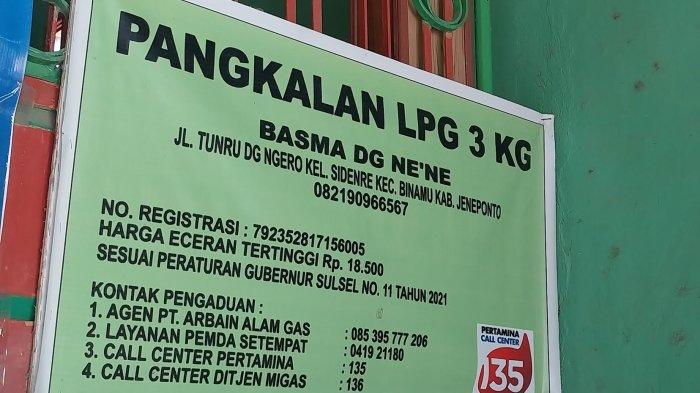 PANGKALAN LPG 3 KG
BASMA DG NE'NE
JL. TUNRU DG NGERO KEL. SIDENRE KEC. BINAMU KAB. JENEPONTO
082190966567
NO. REGISTRASI : 792352817156005
HARGA ECERAN TERTINGGI Rp. 18.500
SESUAI PERATURAN GUBERNUR SULSEL NO. 11 TAHUN 2021
KONTAK PENGADUAN :
1. AGEN PT. ARBAIN ALAM GAS : 085 395 777 206
2. LAYANAN PEMDA SETEMPAT : 0419 21180
3. CALL CENTER PERTAMINA : 135
4. CALL CENTER DITJEN MIGAS : 136
PERTAMINA
CALL CENTER
135